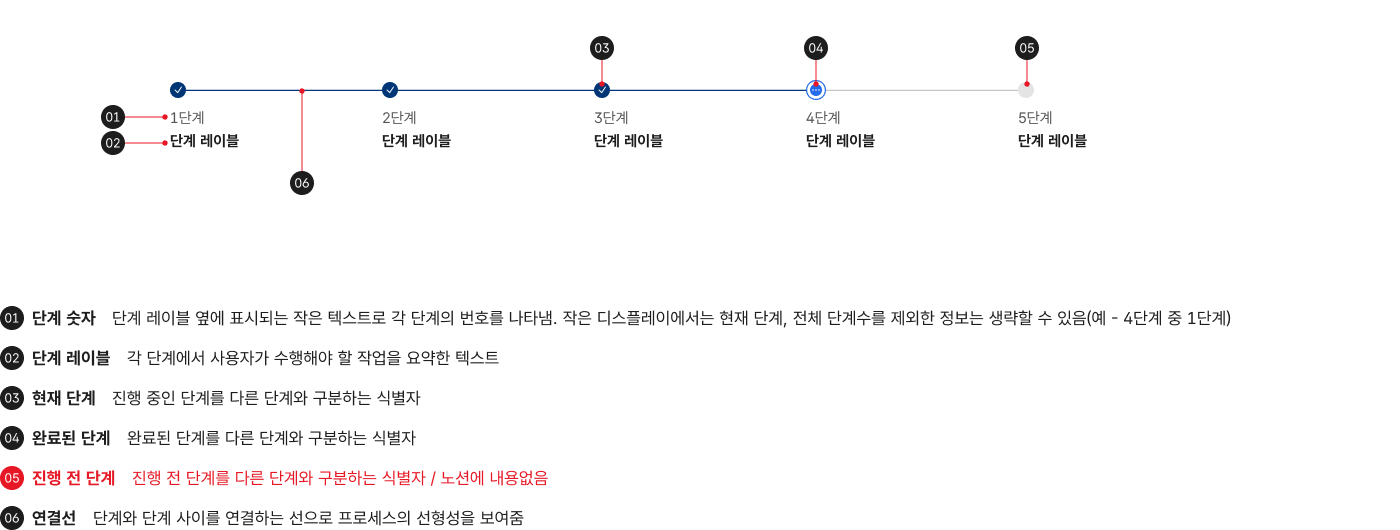 03 04 05
01 1단계 2단계 3단계 4단계 5단계
02 단계 레이블 단계 레이블 단계 레이블 단계 레이블 단계 레이블
06
01 단계 숫자 단계 레이블 옆에 표시되는 작은 텍스트로 각 단계의 번호를 나타냄. 작은 디스플레이에서는 현재 단계, 전체 단계수를 제외한 정보는 생략할 수 있음(예 - 4단계 중 1단계)
02 단계 레이블 각 단계에서 사용자가 수행해야 할 작업을 요약한 텍스트
03 현재 단계 진행 중인 단계를 다른 단계와 구분하는 식별자
04 완료된 단계 완료된 단계를 다른 단계와 구분하는 식별자
05 진행 전 단계 진행 전 단계를 다른 단계와 구분하는 식별자 / 노션에 내용없음
06 연결선 단계와 단계 사이를 연결하는 선으로 프로세스의 선형성을 보여줌